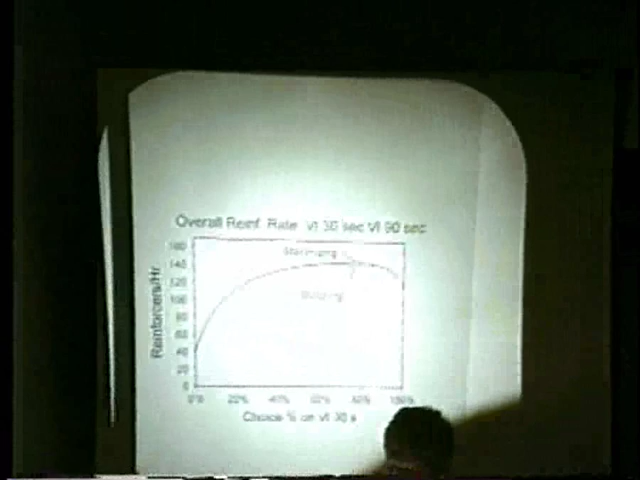 Overall Reinf. Rate VI 30 sec VI 90 sec
160
140
120
100
80
60
40
20
0
Reinforcers/Hr
Maximizing
Matching
0% 20% 40% 60% 80% 100%
Choice % on VI 30 s